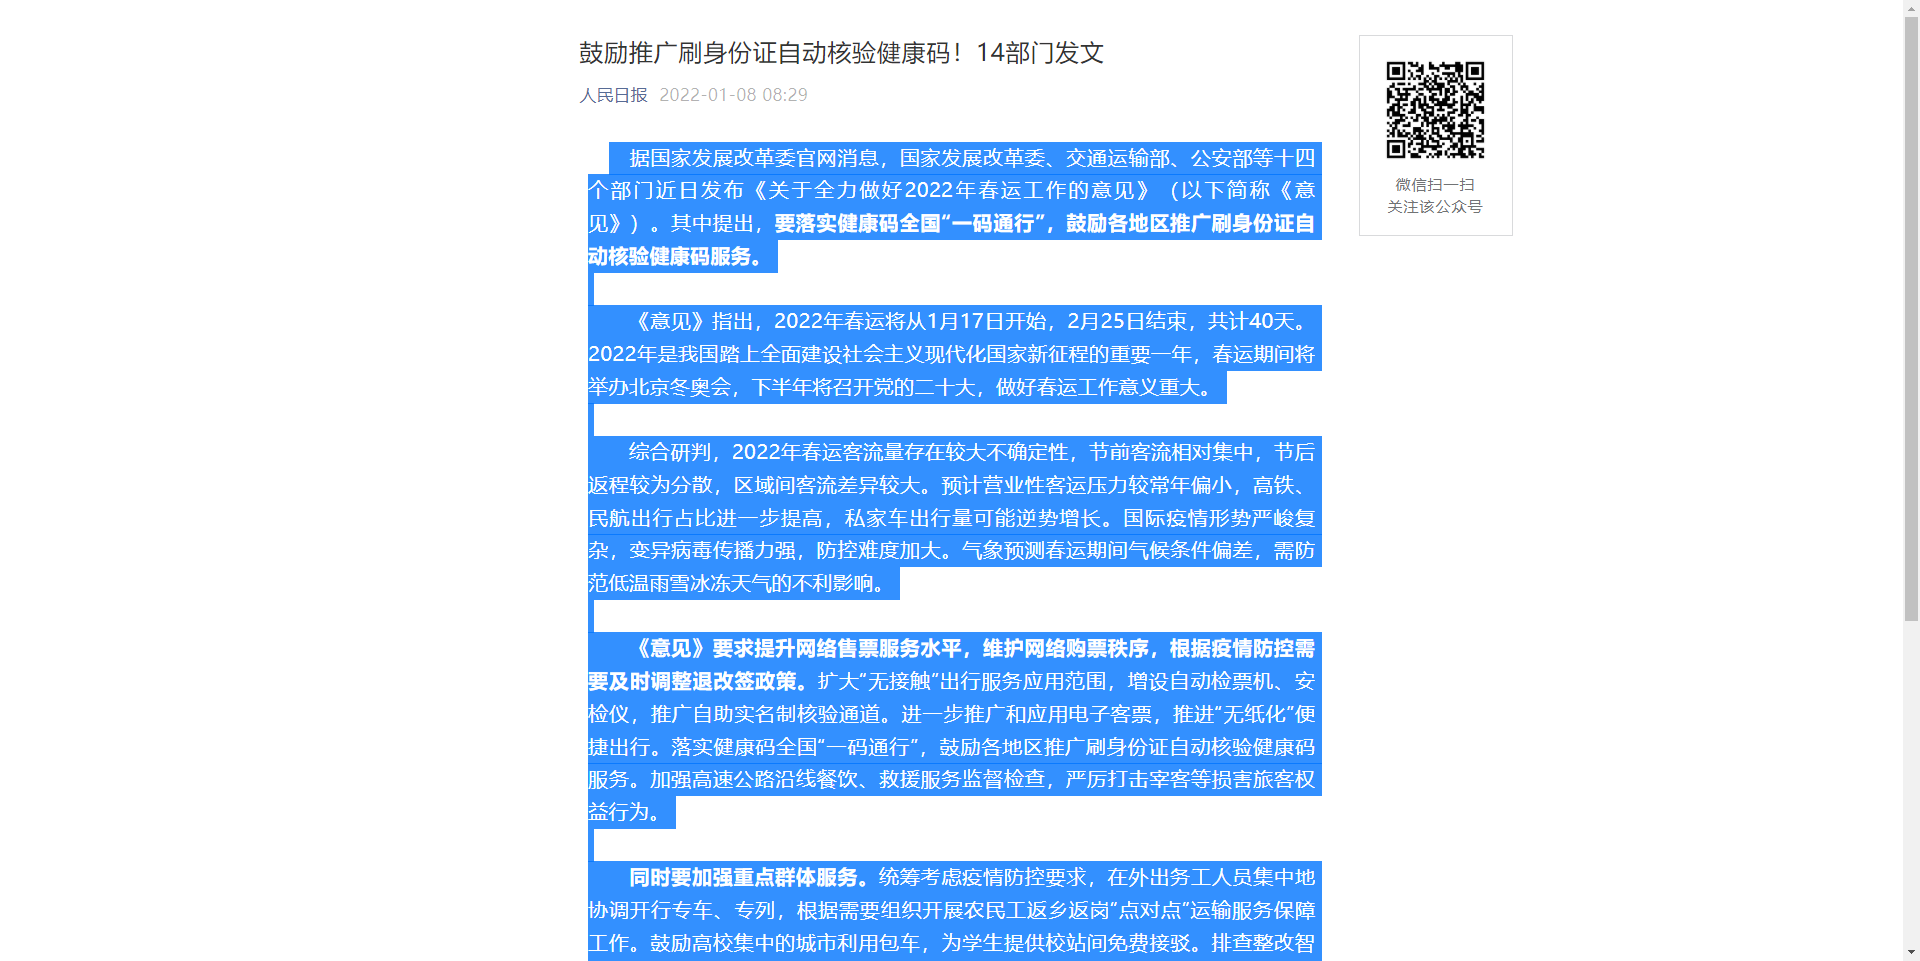 鼓励推广刷身份证自动核验健康码！14部门发文
人民日报 2022-01-08 08:29
据国家发展改革委官网消息，国家发展改革委、交通运输部、公安部等十四
个部门近日发布《关于全力做好2022年春运工作的意见》（以下简称《意
见》）。其中提出，要落实健康码全国“一码通行”，鼓励各地区推广刷身份证自
动核验健康码服务。
《意见》指出，2022年春运将从1月17日开始，2月25日结束，共计40天。
2022年是我国踏上全面建设社会主义现代化国家新征程的重要一年，春运期间将
举办北京冬奥会，下半年将召开党的二十大，做好春运工作意义重大。
综合研判，2022年春运客流量存在较大不确定性，节前客流相对集中，节后
返程较为分散，区域间客流差异较大。预计营业性客运压力较常年偏小，高铁、
民航出行占比进一步提高，私家车出行量可能逆势增长。国际疫情形势严峻复
杂，变异病毒传播力强，防控难度加大。气象预测春运期间气候条件偏差，需防
范低温雨雪冰冻天气的不利影响。
《意见》要求提升网络售票服务水平，维护网络购票秩序，根据疫情防控需
要及时调整退改签政策。扩大“无接触”出行服务应用范围，增设自动检票机、安
检仪，推广自助实名制核验通道。进一步推广和应用电子客票，推进“无纸化”便
捷出行。落实健康码全国“一码通行”，鼓励各地区推广刷身份证自动核验健康码
服务。加强高速公路沿线餐饮、救援服务监督检查，严厉打击宰客等损害旅客权
益行为。
同时要加强重点群体服务。统筹考虑疫情防控要求，在外出务工人员集中地
协调开行专车、专列，根据需要组织开展农民工返乡返岗“点对点”运输服务保障
工作。鼓励高校集中的城市利用包车，为学生提供校站间免费接驳。排查整改智
微信扫一扫
关注该公众号